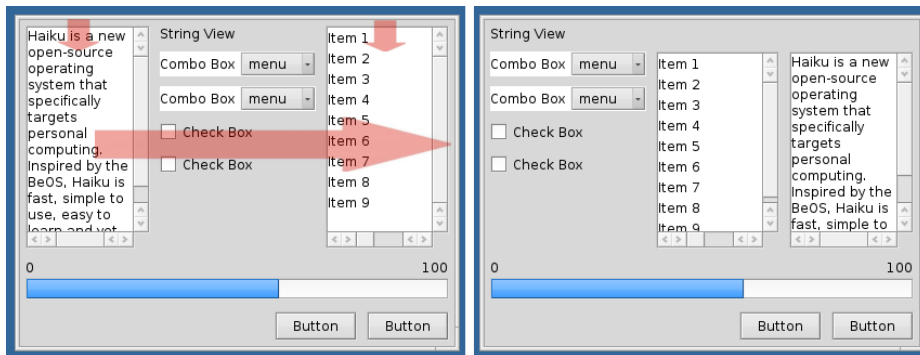 Haiku is a new
open-source
operating
system that
specifically
targets
personal
computing.
Inspired by the
BeOS, Haiku is
fast, simple to
use, easy to
learn and yet
String View
Combo Box menu
Combo Box menu
Check Box
Check Box
Item 1
Item 2
Item 3
Item 4
Item 5
Item 6
Item 7
Item 8
Item 9
0 100
Button Button
String View
Combo Box menu
Combo Box menu
Check Box
Check Box
Item 1
Item 2
Item 3
Item 4
Item 5
Item 6
Item 7
Item 8
Item 9
Haiku is a new
open-source
operating
system that
specifically
targets
personal
computing.
Inspired by the
BeOS, Haiku is
fast, simple to
0 100
Button Button